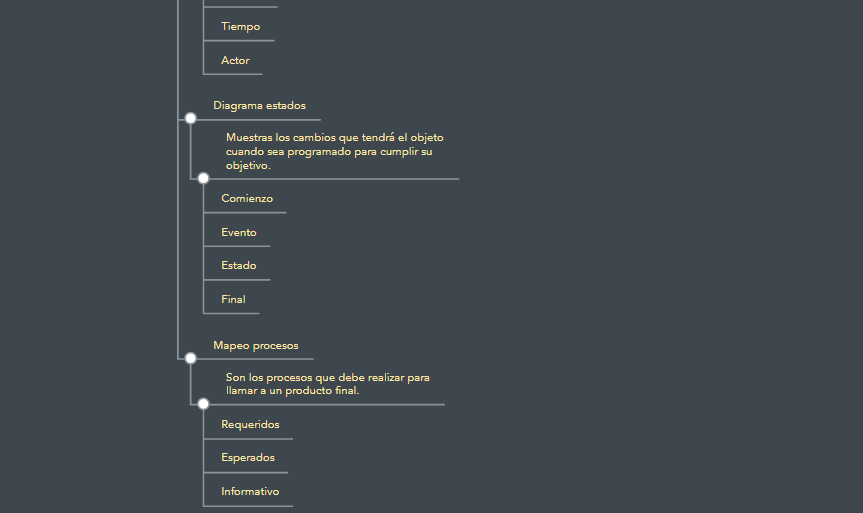 Tiempo
Actor
Diagrama estados
Muestras los cambios que tendrá el objeto
cuando sea programado para cumplir su
objetivo.
Comienzo
Evento
Estado
Final
Mapeo procesos
Son los procesos que debe realizar para
llamar a un producto final.
Requeridos
Esperados
Informativo